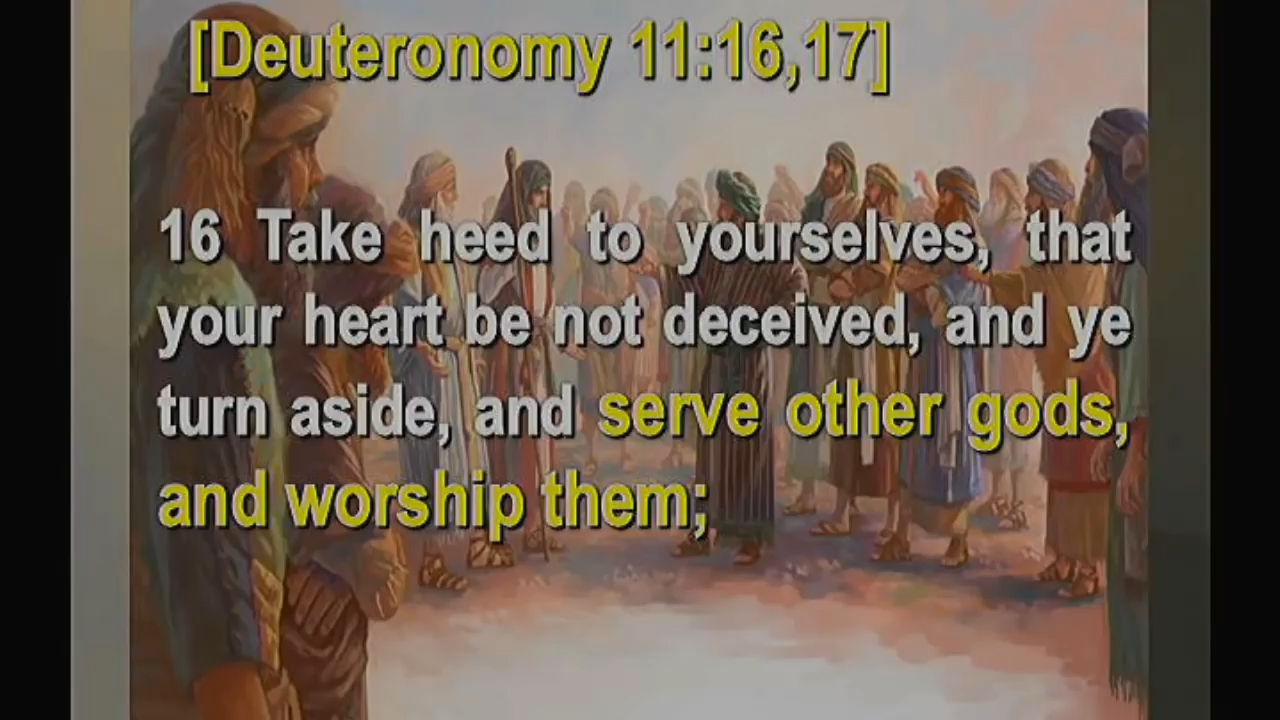 [Deuteronomy 11:16,17]
16 Take heed to yourselves, that
your heart be not deceived, and ye
turn aside, and serve other gods,
and worship them;